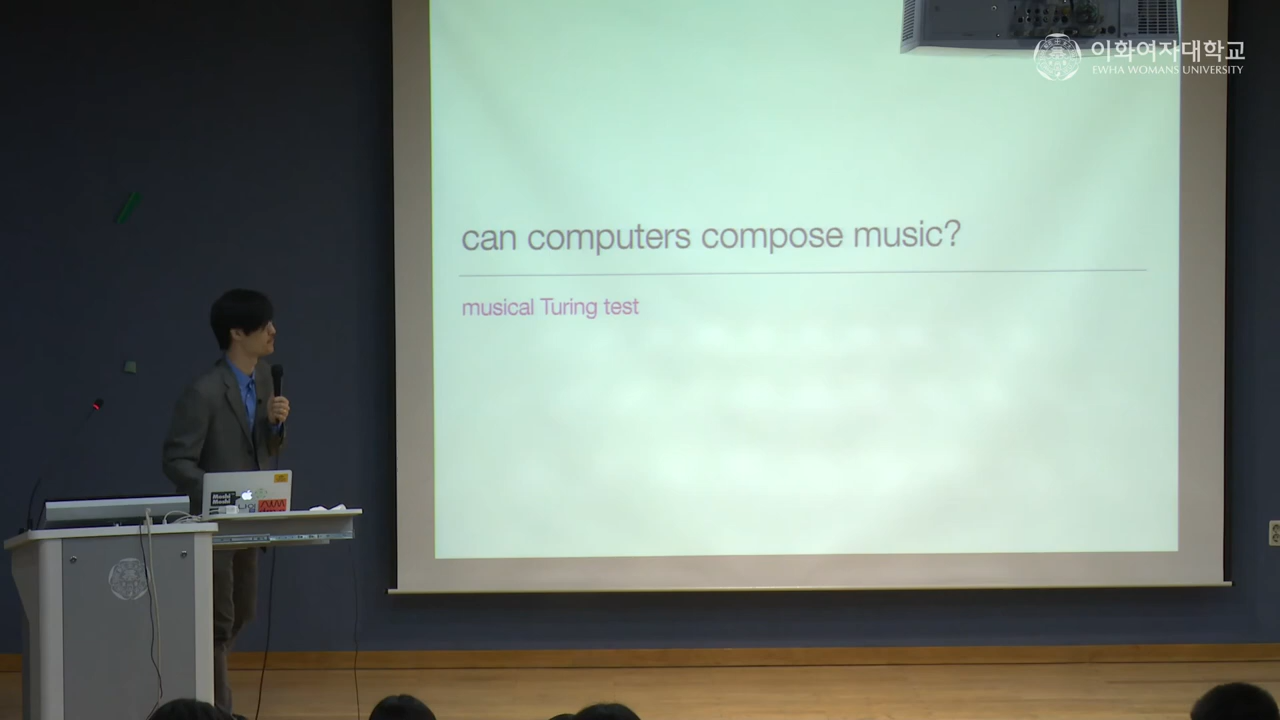 이화여자대학교
EWHA WOMANS UNIVERSITY
can computers compose music?
musical Turing test